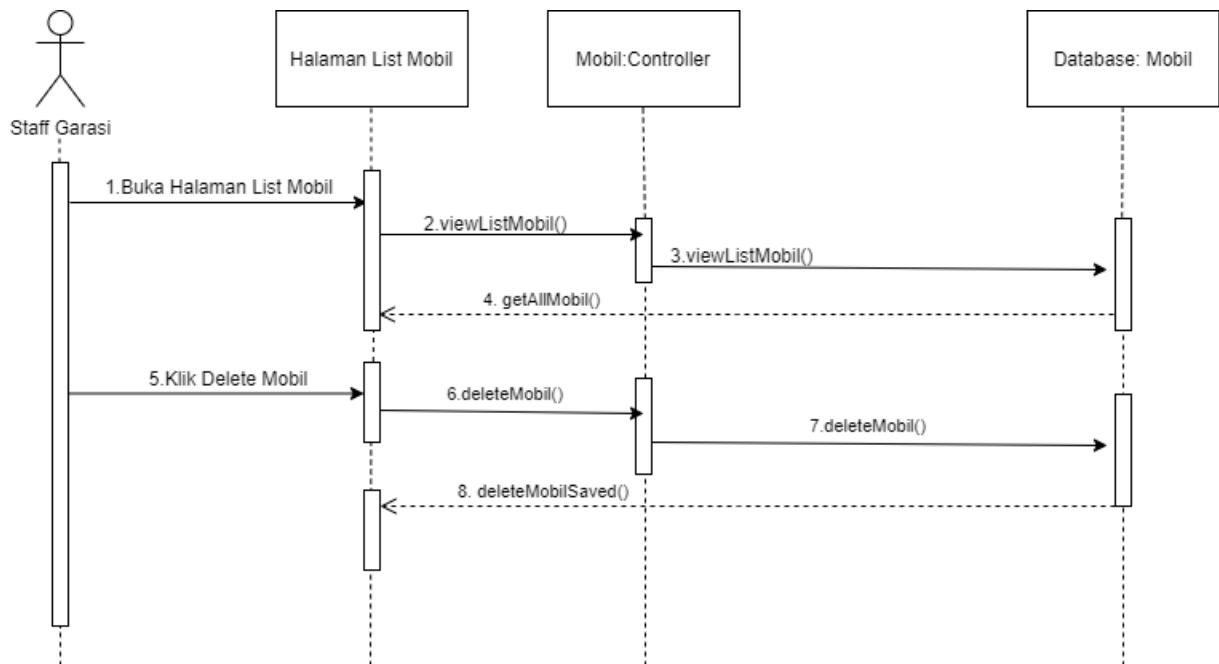 Halaman List Mobil
Mobil:Controller
Database: Mobil
Staff Garasi
1.Buka Halaman List Mobil
2.viewListMobil()
3.viewListMobil()
4. getAllMobil()
5.Klik Delete Mobil
6.deleteMobil()
7.deleteMobil()
8. deleteMobilSaved()